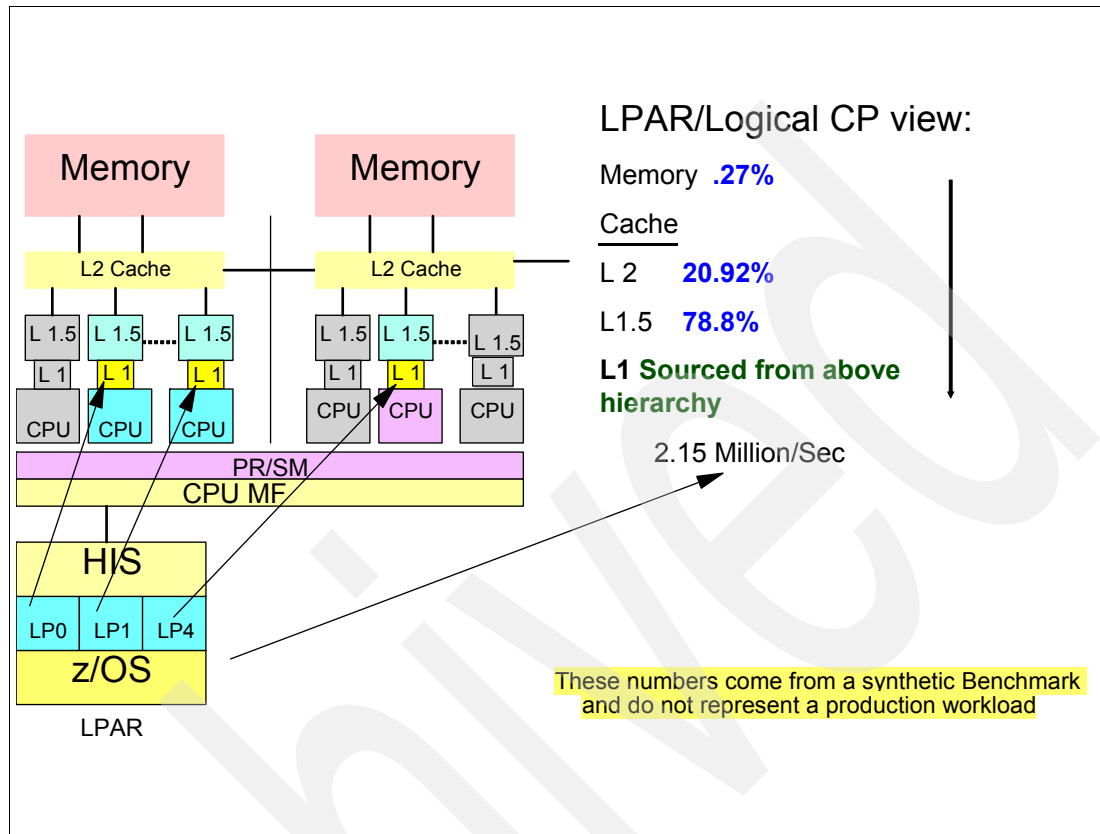 Memory
Memory
L2 Cache
L2 Cache
L 1.5
L 1.5
L 1.5
L 1.5
L 1.5
L 1.5
L 1
L 1
L 1
L 1
L 1
L 1
CPU
CPU
CPU
CPU
CPU
CPU
PR/SM
CPU MF
HIS
LP0
LP1
LP4
z/OS
LPAR
LPAR/Logical CP view:
Memory .27%
Cache
L 2 20.92%
L1.5 78.8%
L1 Sourced from above
hierarchy
2.15 Million/Sec
These numbers come from a synthetic Benchmark
and do not represent a production workload
hived